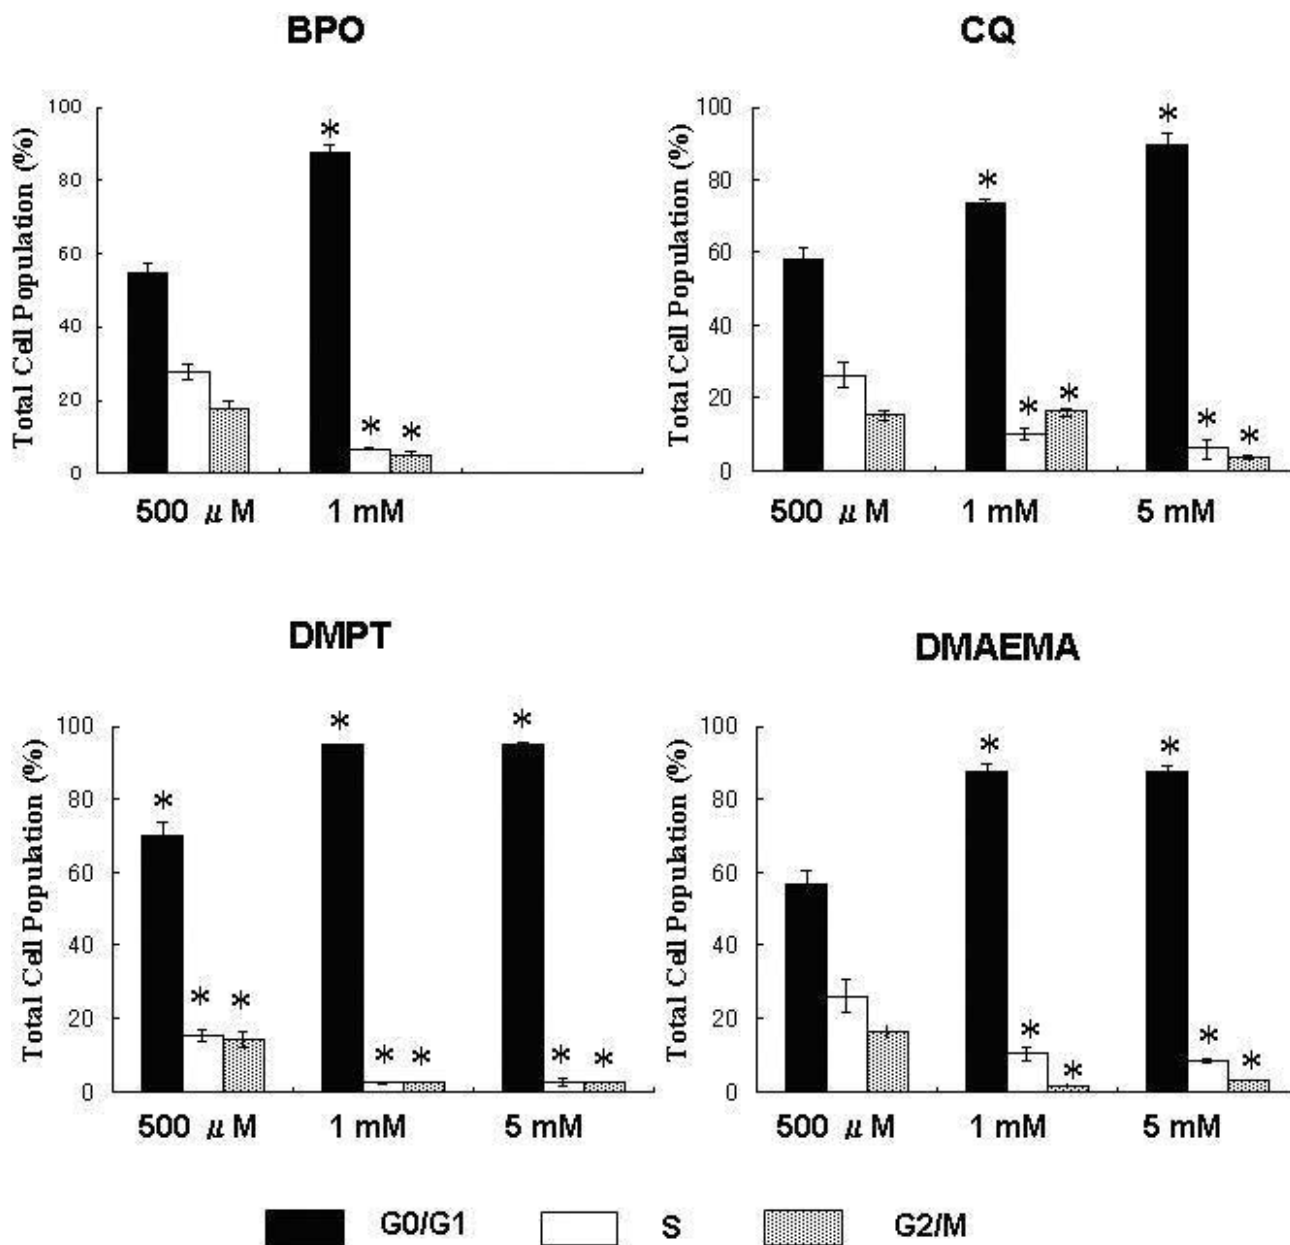 BPO
Total Cell Population (%)
100
80
60
40
20
0
*
*
*
500 μM
1 mM
CQ
Total Cell Population (%)
100
80
60
40
20
0
*
*
*
*
*
*
500 μM
1 mM
5 mM
DMPT
Total Cell Population (%)
100
80
60
40
20
0
*
*
*
*
*
*
*
*
*
500 μM
1 mM
5 mM
DMAEMA
Total Cell Population (%)
100
80
60
40
20
0
*
*
*
*
*
*
500 μM
1 mM
5 mM
G0/G1
S
G2/M